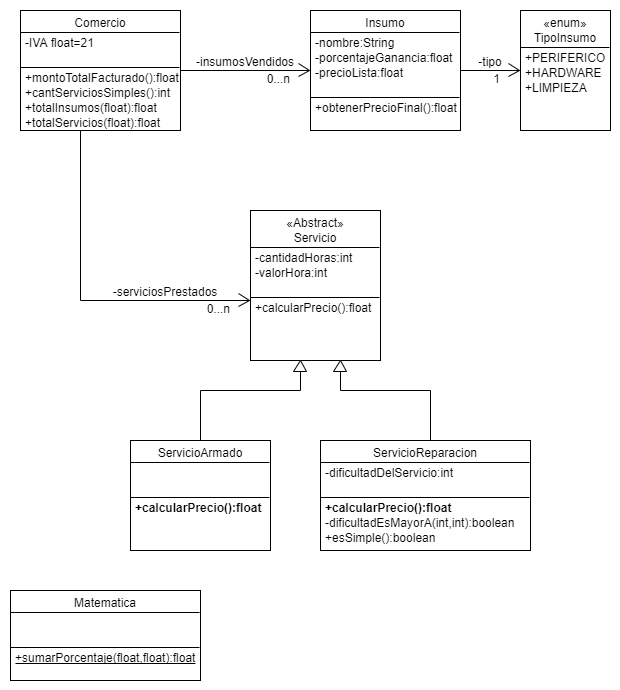 Comercio
-IVA float=21
+montoTotalFacturado():float
+cantServiciosSimples():int
+totalInsumos(float):float
+totalServicios(float):float
-insumosVendidos
0...n
Insumo
-nombre:String
-porcentajeGanancia:float
-precioLista:float
+obtenerPrecioFinal():float
-tipo
1
«enum»
TipoInsumo
+PERIFERICO
+HARDWARE
+LIMPIEZA
-serviciosPrestados
0...n
«Abstract»
Servicio
-cantidadHoras:int
-valorHora:int
+calcularPrecio():float
ServicioArmado
+calcularPrecio():float
ServicioReparacion
-dificultadDelServicio:int
+calcularPrecio():float
-dificultadEsMayorA(int,int):boolean
+esSimple():boolean
Matematica
+sumarPorcentaje(float,float):float